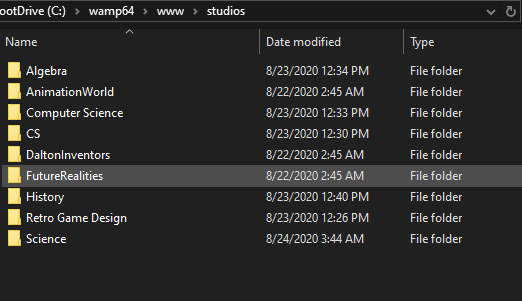 ootDrive (C:) > wamp64 > www > studios
Name Date modified Type
Algebra 8/23/2020 12:34 PM File folder
AnimationWorld 8/22/2020 2:45 AM File folder
Computer Science 8/23/2020 12:33 PM File folder
CS 8/23/2020 12:30 PM File folder
DaltonInventors 8/22/2020 2:45 AM File folder
FutureRealities 8/22/2020 2:45 AM File folder
History 8/23/2020 12:40 PM File folder
Retro Game Design 8/23/2020 12:26 PM File folder
Science 8/24/2020 3:44 AM File folder